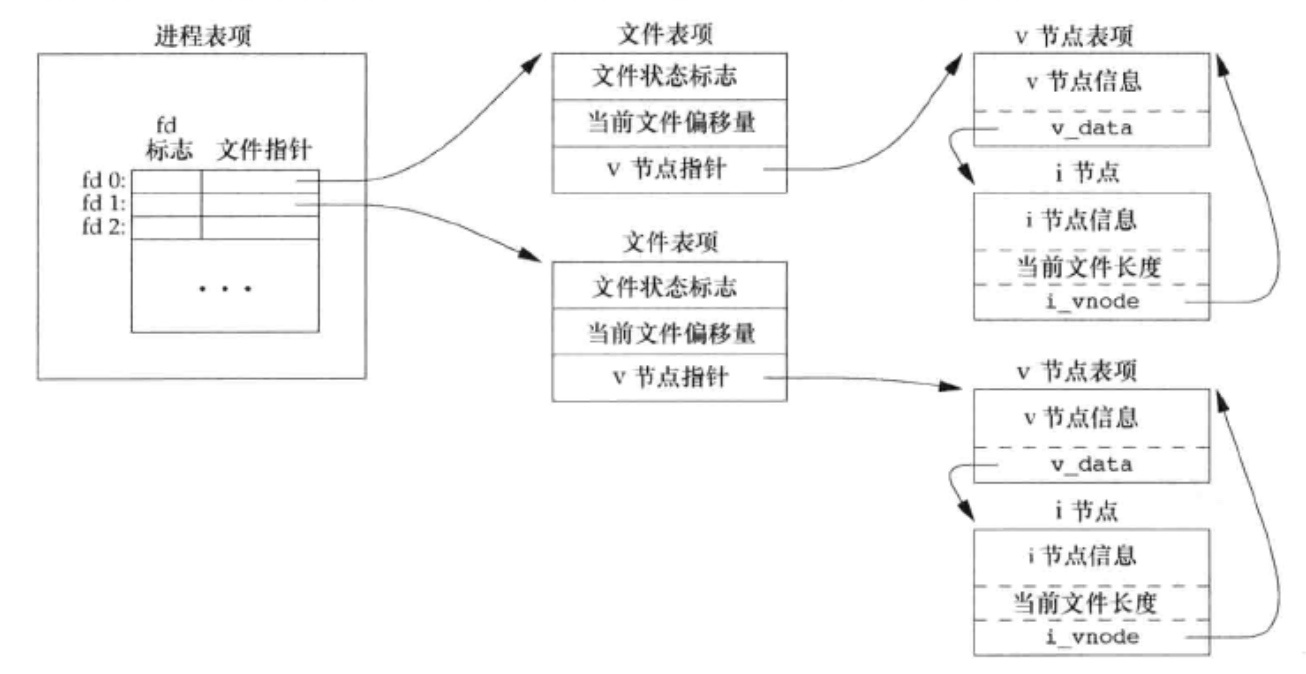 进程表项
fd
标志 文件指针
fd 0:
fd 1:
fd 2:
• • •
文件表项
文件状态标志
当前文件偏移量
v 节点指针
文件表项
文件状态标志
当前文件偏移量
v 节点指针
v 节点表项
v 节点信息
v_data
i 节点
i 节点信息
当前文件长度
i_vnode
v 节点表项
v 节点信息
v_data
i 节点
i 节点信息
当前文件长度
i_vnode